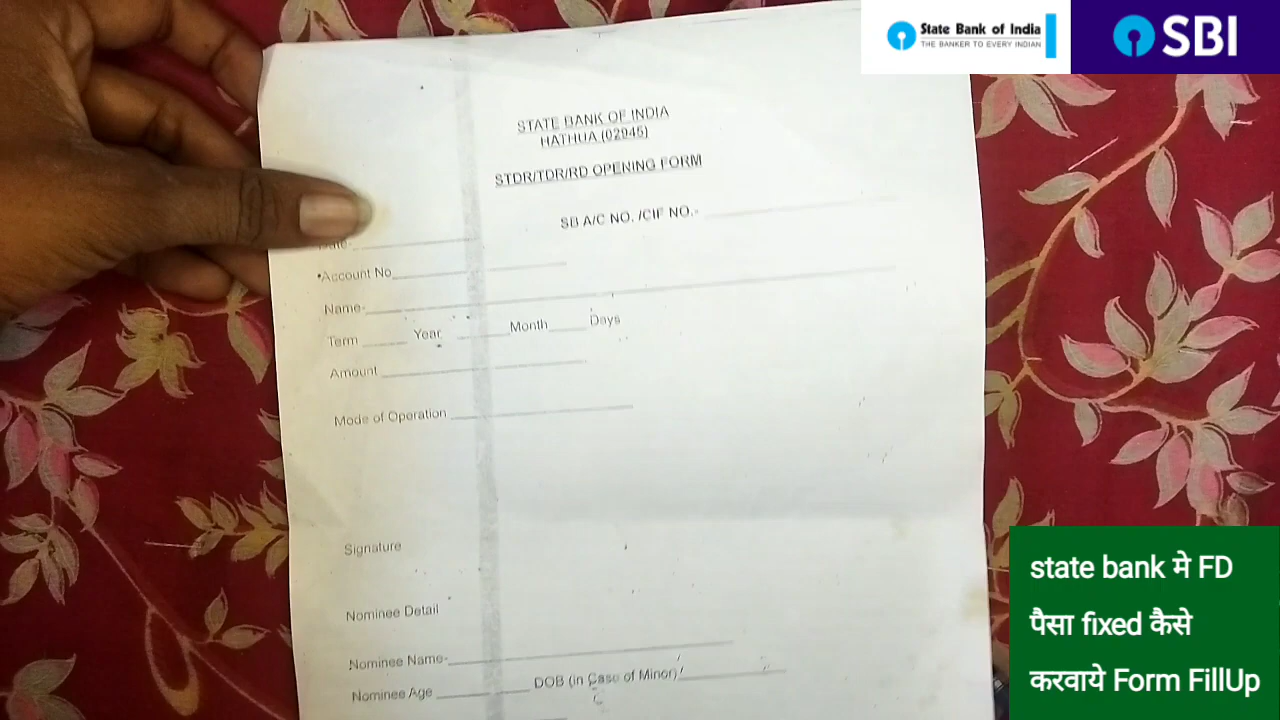 State Bank of India
THE BANKER TO EVERY INDIAN
SBI
STATE BANK OF INDIA
HATHUA (02945)
STDR/TDR/RD OPENING FORM
SB A/C NO. /CIF NO.-
Date-
•Account No
Name-
Term Year Month Days
Amount
Mode of Operation
Signature
Nominee Detail
Nominee Name-
Nominee Age DOB (in Case of Minor)
state bank मे FD
पैसा fixed कैसे
करवाये Form FillUp